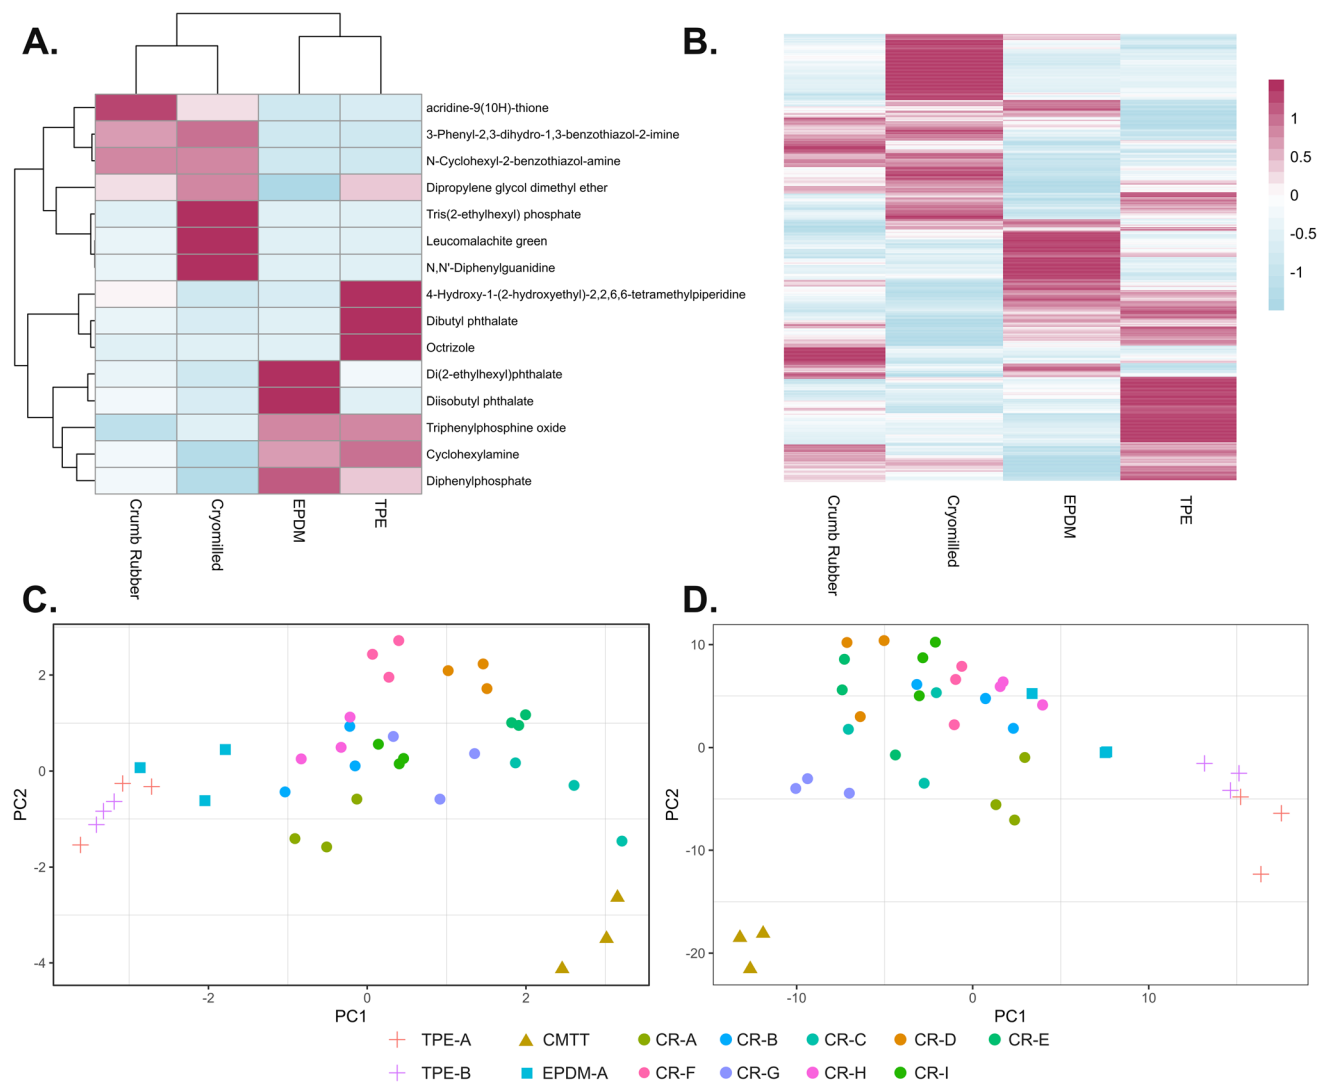 A.
B.
acridine-9(10H)-thione
3-Phenyl-2,3-dihydro-1,3-benzothiazol-2-imine
N-Cyclohexyl-2-benzothiazol-amine
Dipropylene glycol dimethyl ether
Tris(2-ethylhexyl) phosphate
Leucomalachite green
N,N'-Diphenylguanidine
4-Hydroxy-1-(2-hydroxyethyl)-2,2,6,6-tetramethylpiperidine
Dibutyl phthalate
Octrizole
Di(2-ethylhexyl)phthalate
Diisobutyl phthalate
Triphenylphosphine oxide
Cyclohexylamine
Diphenylphosphate
Crumb Rubber
Cryomilled
EPDM
TPE
1
0.5
0
-0.5
-1
Crumb Rubber
Cryomilled
EPDM
TPE
C.
PC2
2
0
-2
-4
-2
0
2
PC1
D.
PC2
10
0
-10
-20
-10
0
10
PC1
TPE-A CMTT CR-A CR-B CR-C CR-D CR-E
TPE-B EPDM-A CR-F CR-G CR-H CR-I